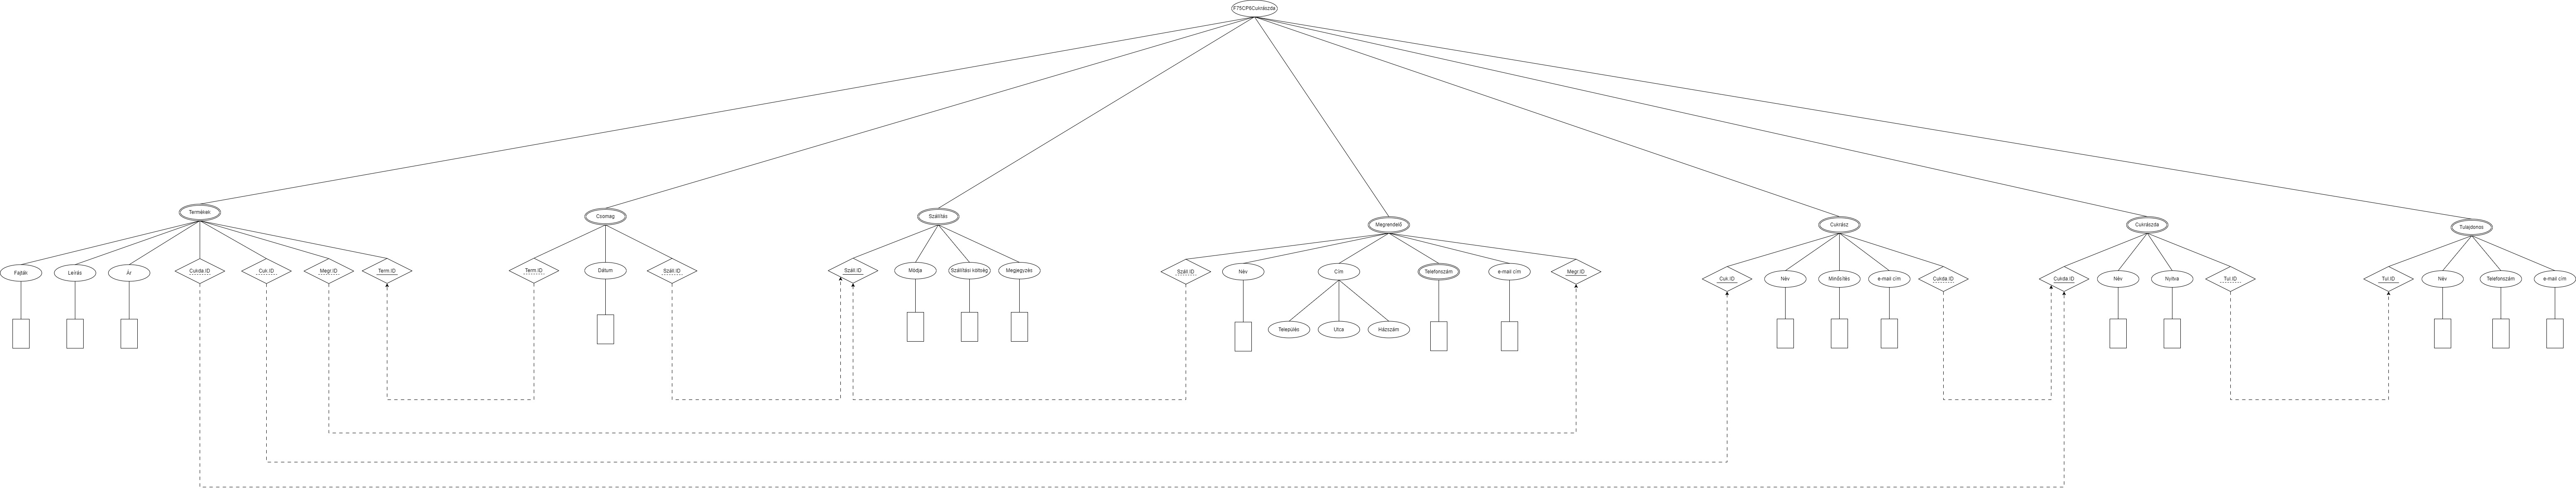 F75CP6Cukrászda
Termékek
Csomag
Szállítás
Megrendelő
Cukrász
Cukrászda
Tulajdonos
Fajták
Leírás
Ár
Cukda.ID
Cuk.ID
Megr.ID
Term.ID
Term.ID
Dátum
Száll.ID
Száll.ID
Módja
Szállítási költség
Megjegyzés
Száll.ID
Név
Cím
Telefonszám
e-mail cím
Megr.ID
Cuk.ID
Név
Minősítés
e-mail cím
Cukda.ID
Cukda.ID
Név
Nyitva
Tul.ID
Tul.ID
Név
Telefonszám
e-mail cím
Település
Utca
Házszám